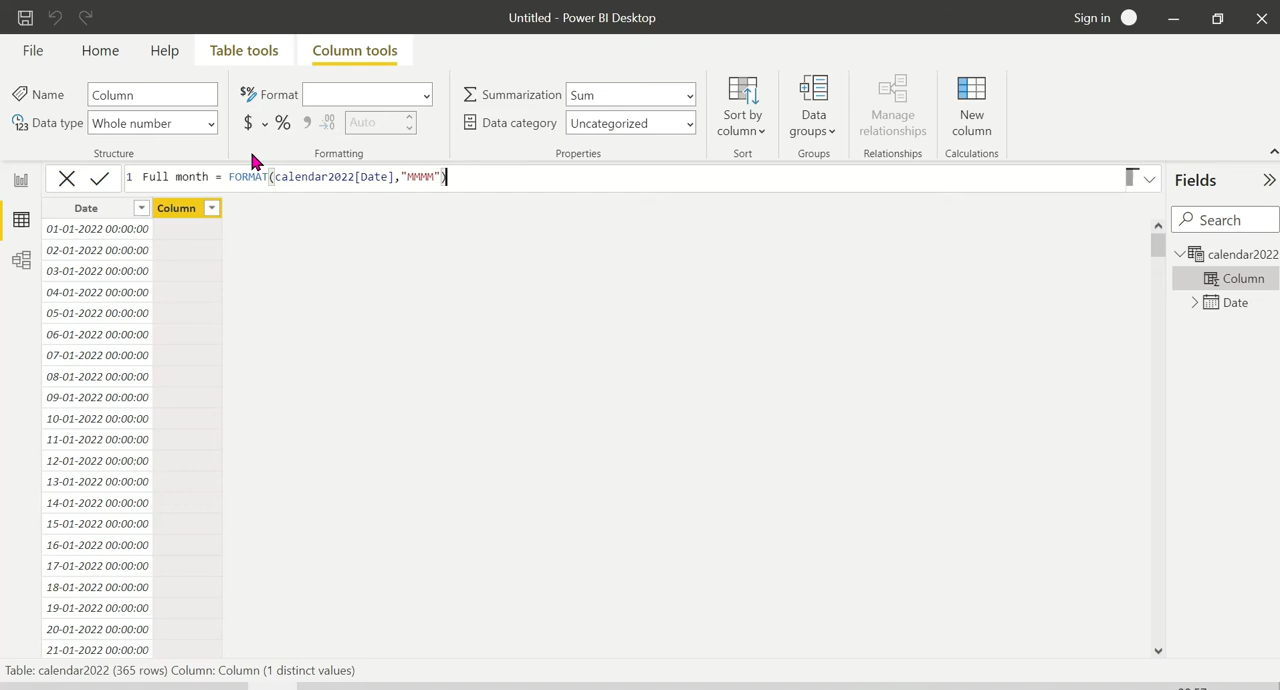 Untitled - Power BI Desktop
Sign in
File Home Help Table tools Column tools
Name Column
Data type Whole number
Structure
Format
$ % Auto
Formatting
Summarization Sum
Data category Uncategorized
Properties
Sort by column
Sort
Data groups
Groups
Manage relationships
Relationships
New column
Calculations
1 Full month = FORMAT(calendar2022[Date],"MMMM")
Fields
Search
calendar2022
Column
Date
Date Column
01-01-2022 00:00:00
02-01-2022 00:00:00
03-01-2022 00:00:00
04-01-2022 00:00:00
05-01-2022 00:00:00
06-01-2022 00:00:00
07-01-2022 00:00:00
08-01-2022 00:00:00
09-01-2022 00:00:00
10-01-2022 00:00:00
11-01-2022 00:00:00
12-01-2022 00:00:00
13-01-2022 00:00:00
14-01-2022 00:00:00
15-01-2022 00:00:00
16-01-2022 00:00:00
17-01-2022 00:00:00
18-01-2022 00:00:00
19-01-2022 00:00:00
20-01-2022 00:00:00
21-01-2022 00:00:00
Table: calendar2022 (365 rows) Column: Column (1 distinct values)